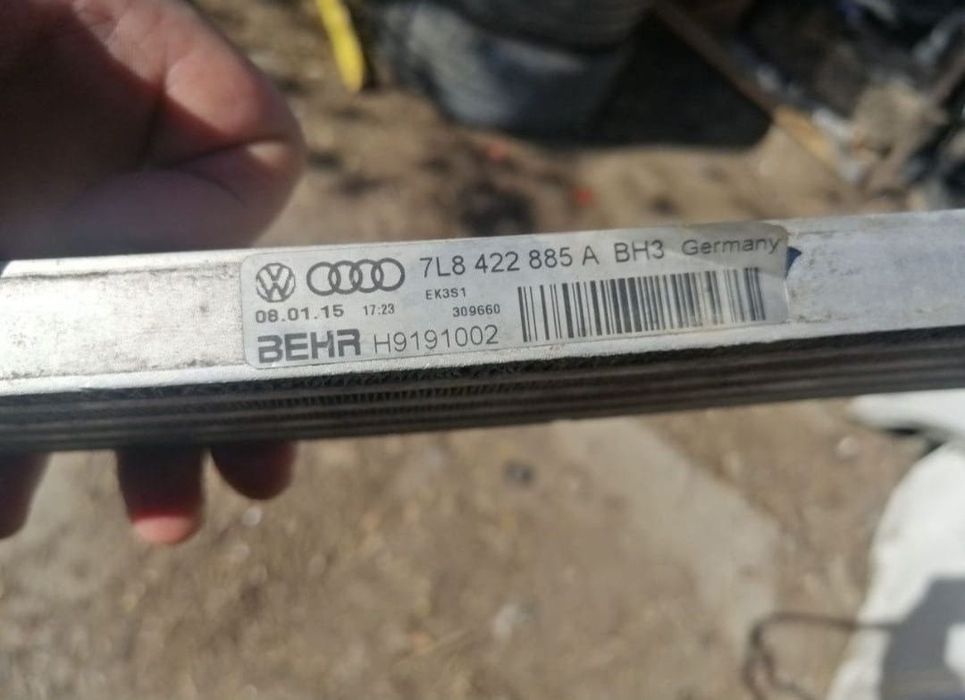 7L8 422 885 A BH3 Germany
EK3S1
08.01.15 17:23 309660
BEHR H9191002